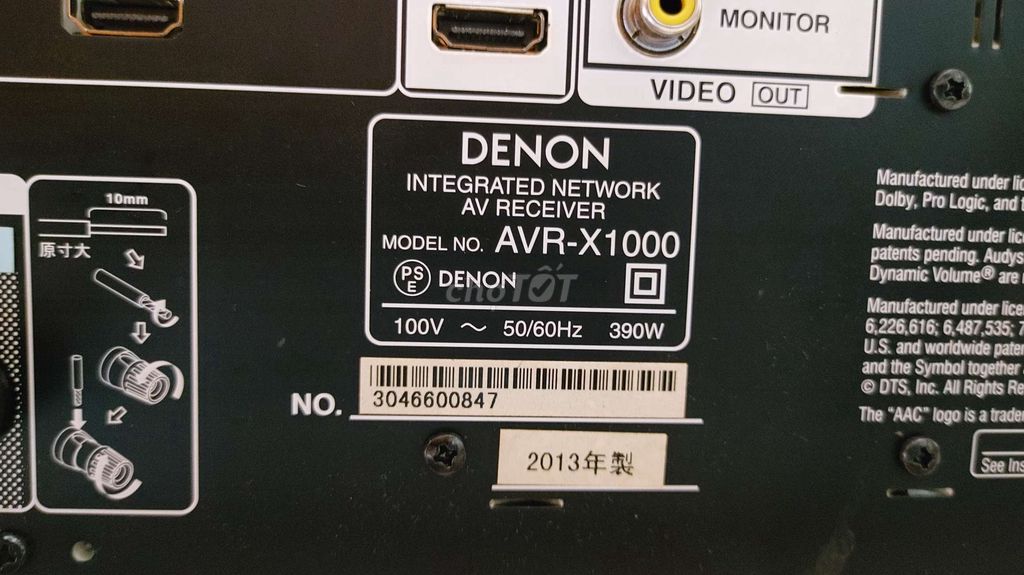 MONITOR
VIDEO OUT
DENON
INTEGRATED NETWORK
AV RECEIVER
MODEL NO. AVR-X1000
PS
E DENON
chợTỐT
100V ~ 50/60Hz 390W
10mm
原寸大
NO. 3046600847
2013年製
Manufactured under lic
Dolby, Pro Logic, and
Manufactured under lic
patents pending. Audys
Dynamic Volume® are
Manufactured under lice
6,226,616; 6,487,535; 7
U.S. and worldwide pate
and the Symbol together
© DTS, Inc. All Rights Re
The "AAC" logo is a trade
See Ins